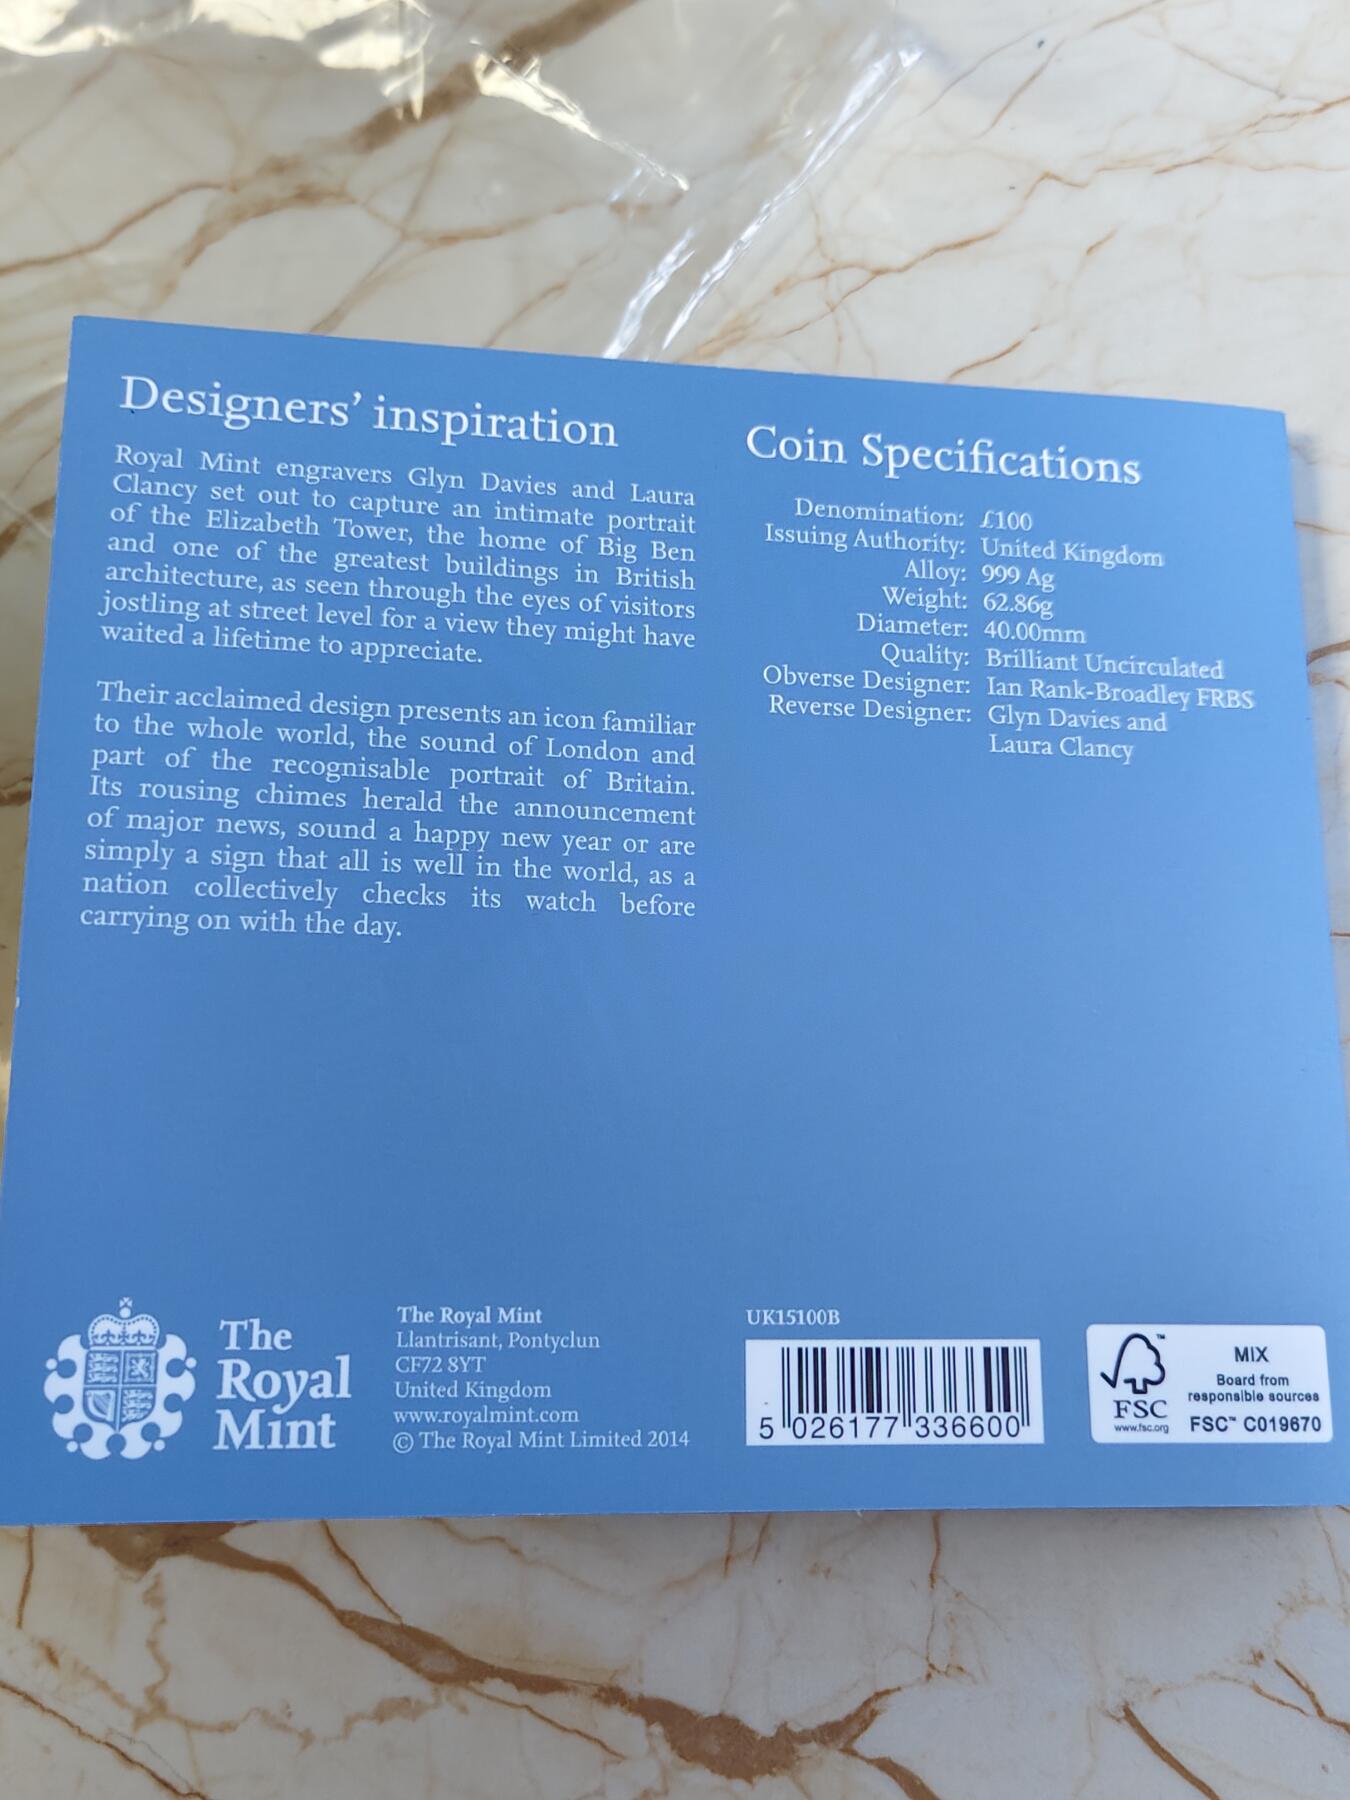 Designers' inspiration
Royal Mint engravers Glyn Davies and Laura
Clancy set out to capture an intimate portrait
of the Elizabeth Tower, the home of Big Ben
and one of the greatest buildings in British
architecture, as seen through the eyes of visitors
jostling at street level for a view they might have
waited a lifetime to appreciate.
Their acclaimed design presents an icon familiar
to the whole world, the sound of London and
part of the recognisable portrait of Britain.
Its rousing chimes herald the announcement
of major news, sound a happy new year or are
simply a sign that all is well in the world, as a
nation collectively checks its watch before
carrying on with the day.
Coin Specifications
Denomination: £100
Issuing Authority: United Kingdom
Alloy: 999 Ag
Weight: 62.86g
Diameter: 40.00mm
Quality: Brilliant Uncirculated
Obverse Designer: Ian Rank-Broadley FRBS
Reverse Designer: Glyn Davies and
Laura Clancy
The
Royal
Mint
The Royal Mint
Llantrisant, Pontyclun
CF72 8YT
United Kingdom
www.royalmint.com
© The Royal Mint Limited 2014
UK15100B
5 026177 336600
FSC
www.fsc.org
MIX
Board from
responsible sources
FSC™ C019670